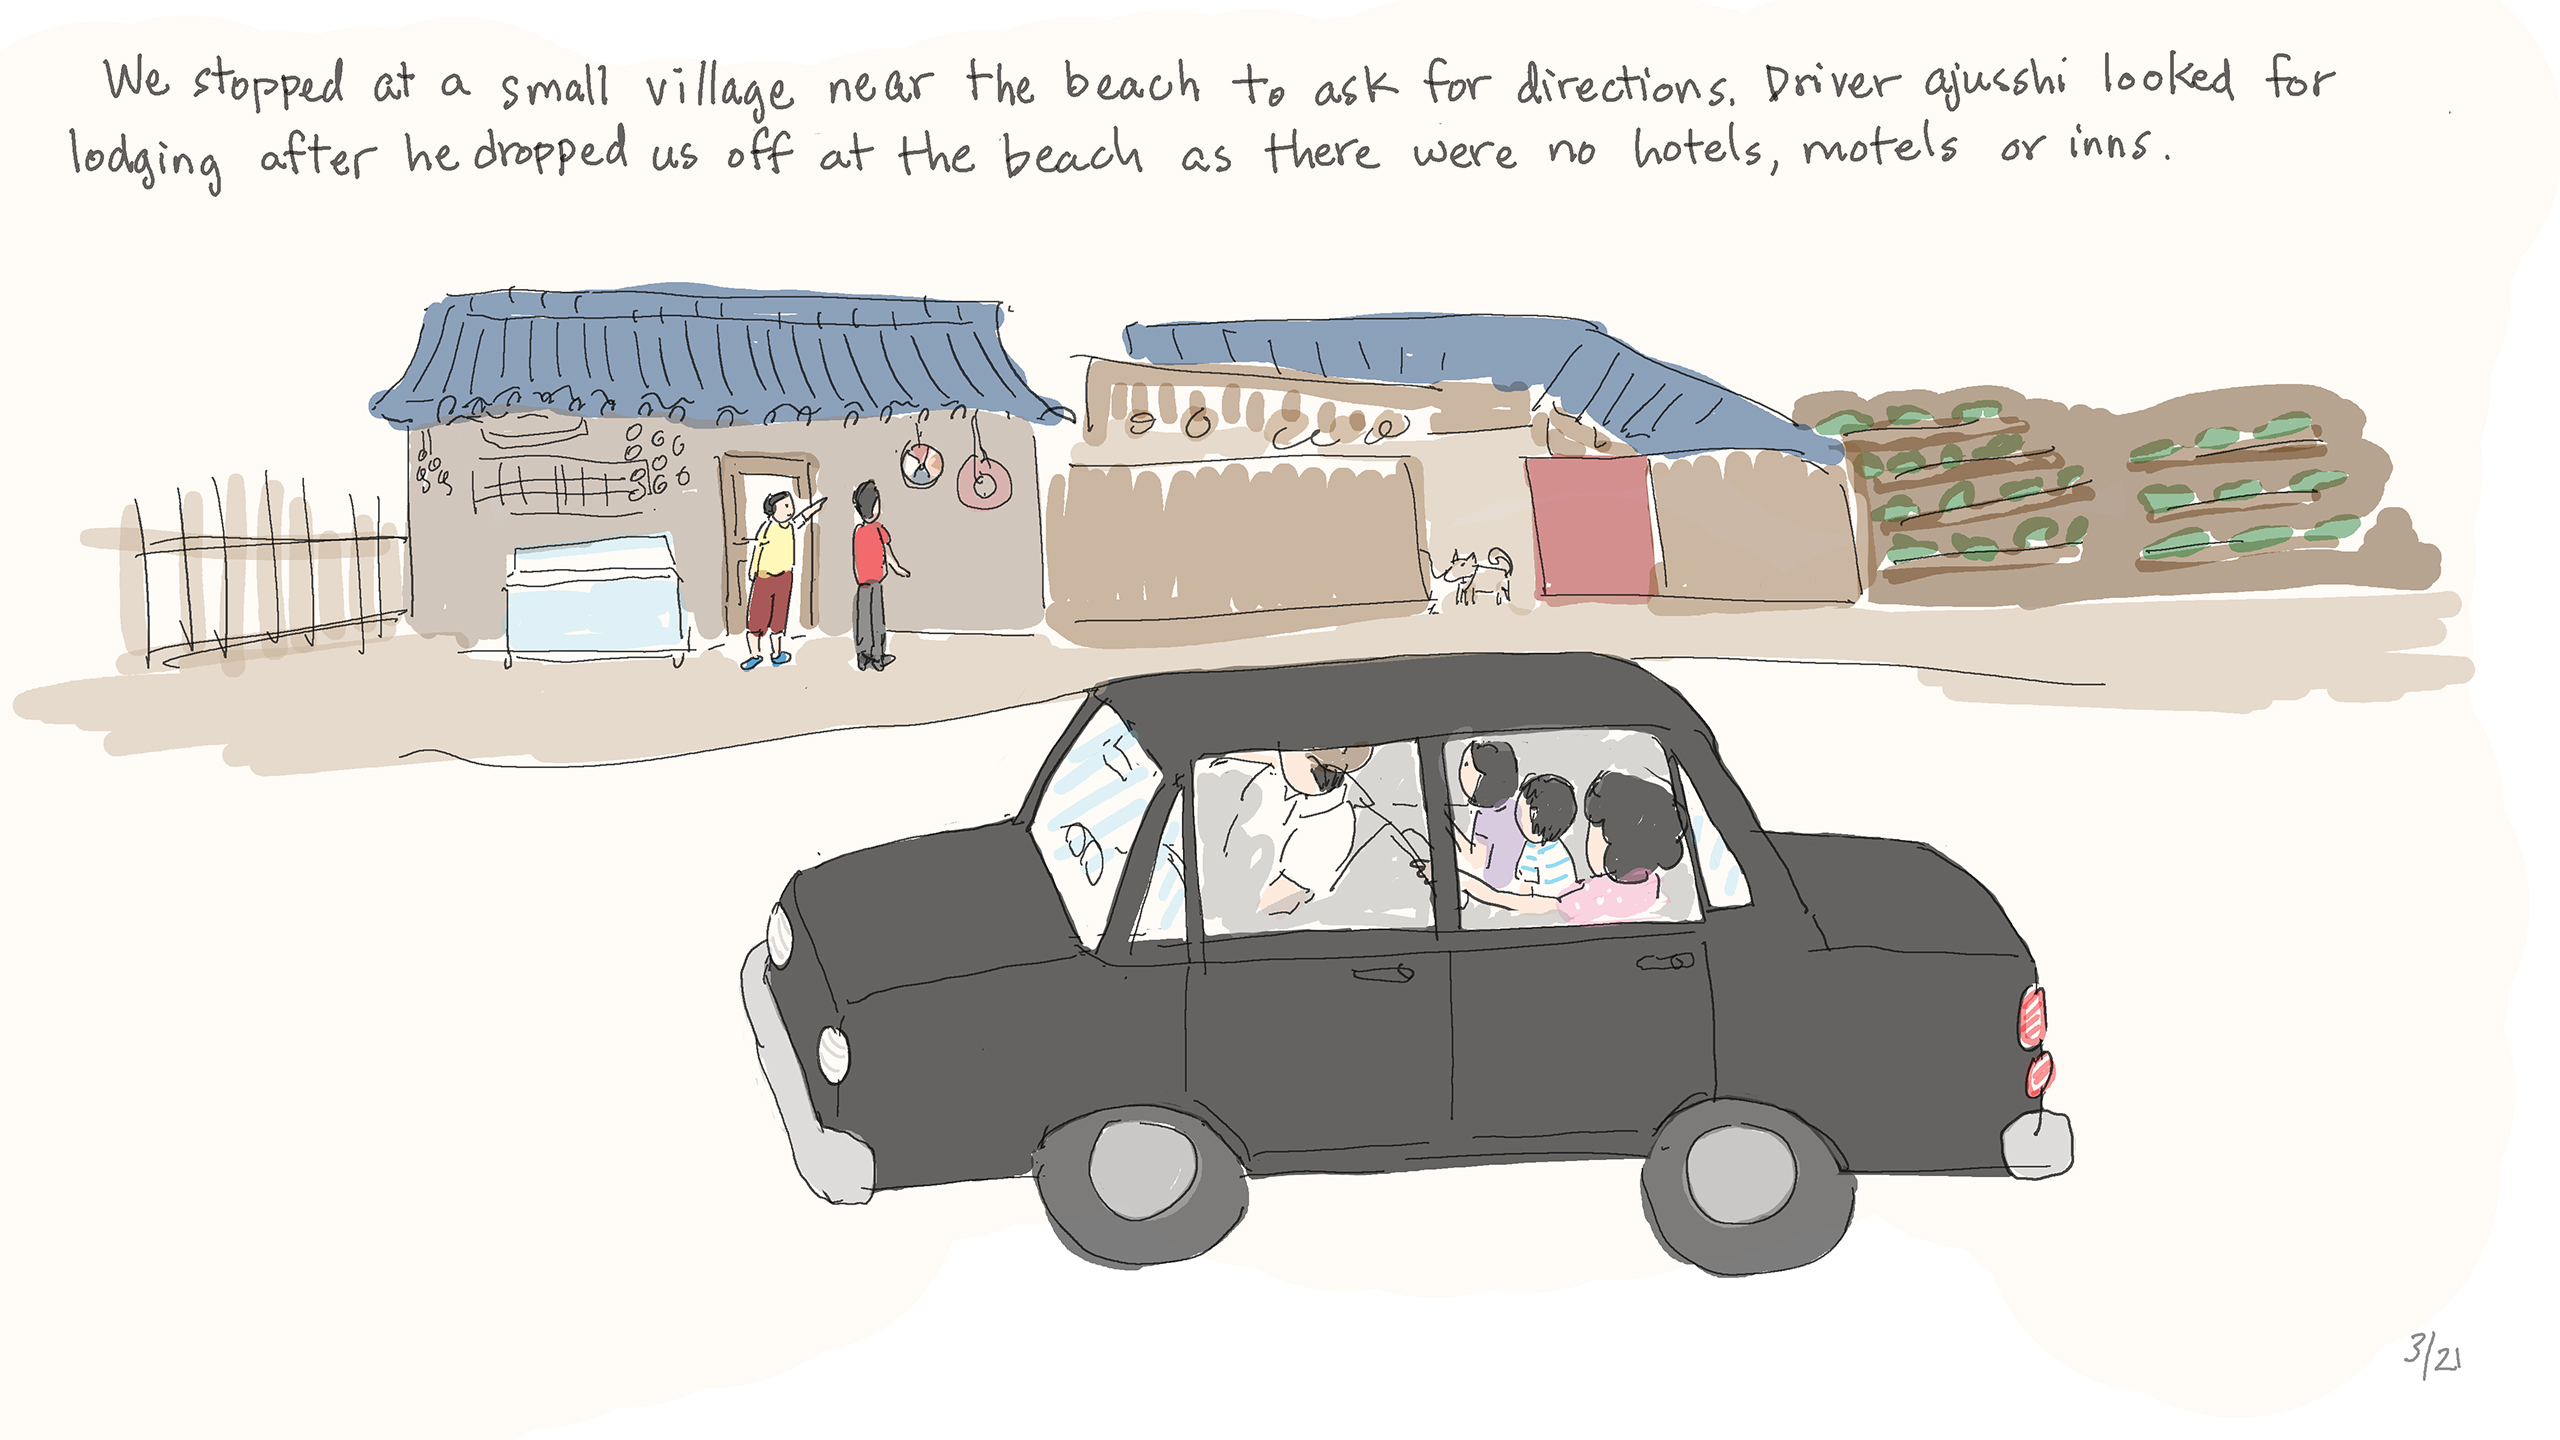 We stopped at a small village near the beach to ask for directions. Driver ajusshi looked for
lodging after he dropped us off at the beach as there were no hotels, motels or inns.
3/21